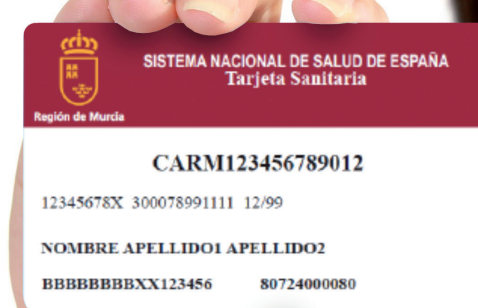 SISTEMA NACIONAL DE SALUD DE ESPAÑA
Tarjeta Sanitaria
Región de Murcia
CARM123456789012
12345678X 300078991111 12/99
NOMBRE APELLIDO1 APELLIDO2
BBBBBBBBXX123456 80724000080